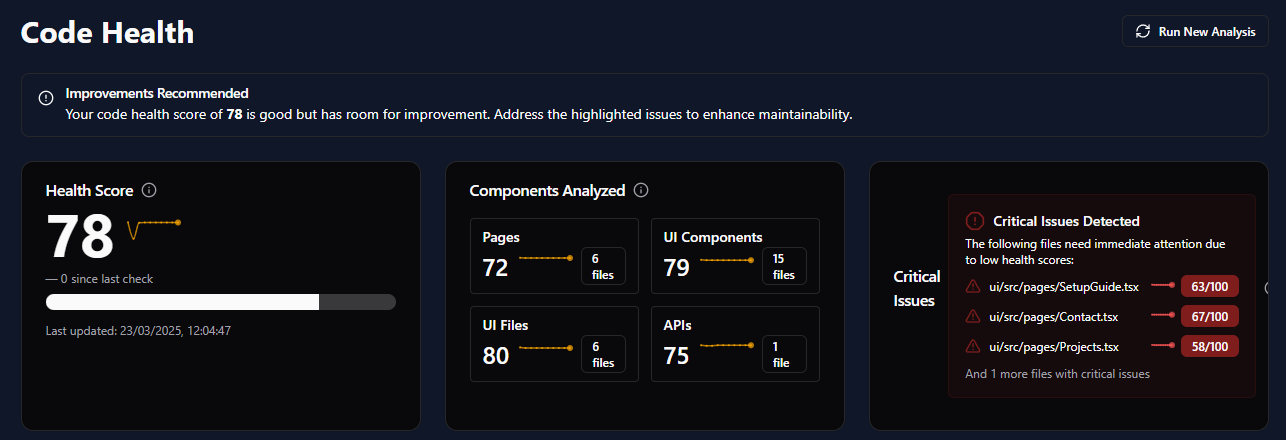 Code Health
Run New Analysis
Improvements Recommended
Your code health score of 78 is good but has room for improvement. Address the highlighted issues to enhance maintainability.
Health Score
78
— 0 since last check
Last updated: 23/03/2025, 12:04:47
Components Analyzed
Pages
72
6
files
UI Components
79
15
files
UI Files
80
6
files
APIs
75
1
file
Critical
Issues
Critical Issues Detected
The following files need immediate attention due
to low health scores:
ui/src/pages/SetupGuide.tsx 63/100
ui/src/pages/Contact.tsx 67/100
ui/src/pages/Projects.tsx 58/100
And 1 more files with critical issues